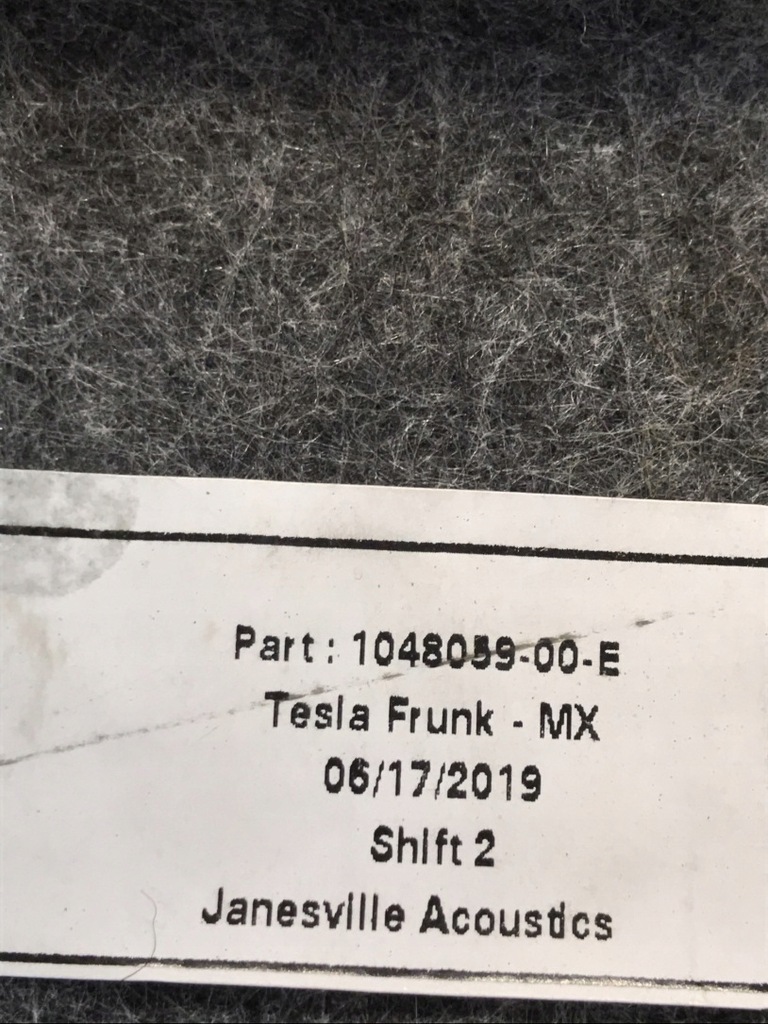 Part : 1048059-00-E
Tesla Frunk - MX
06/17/2019
Shift 2
Janesville Acoustics